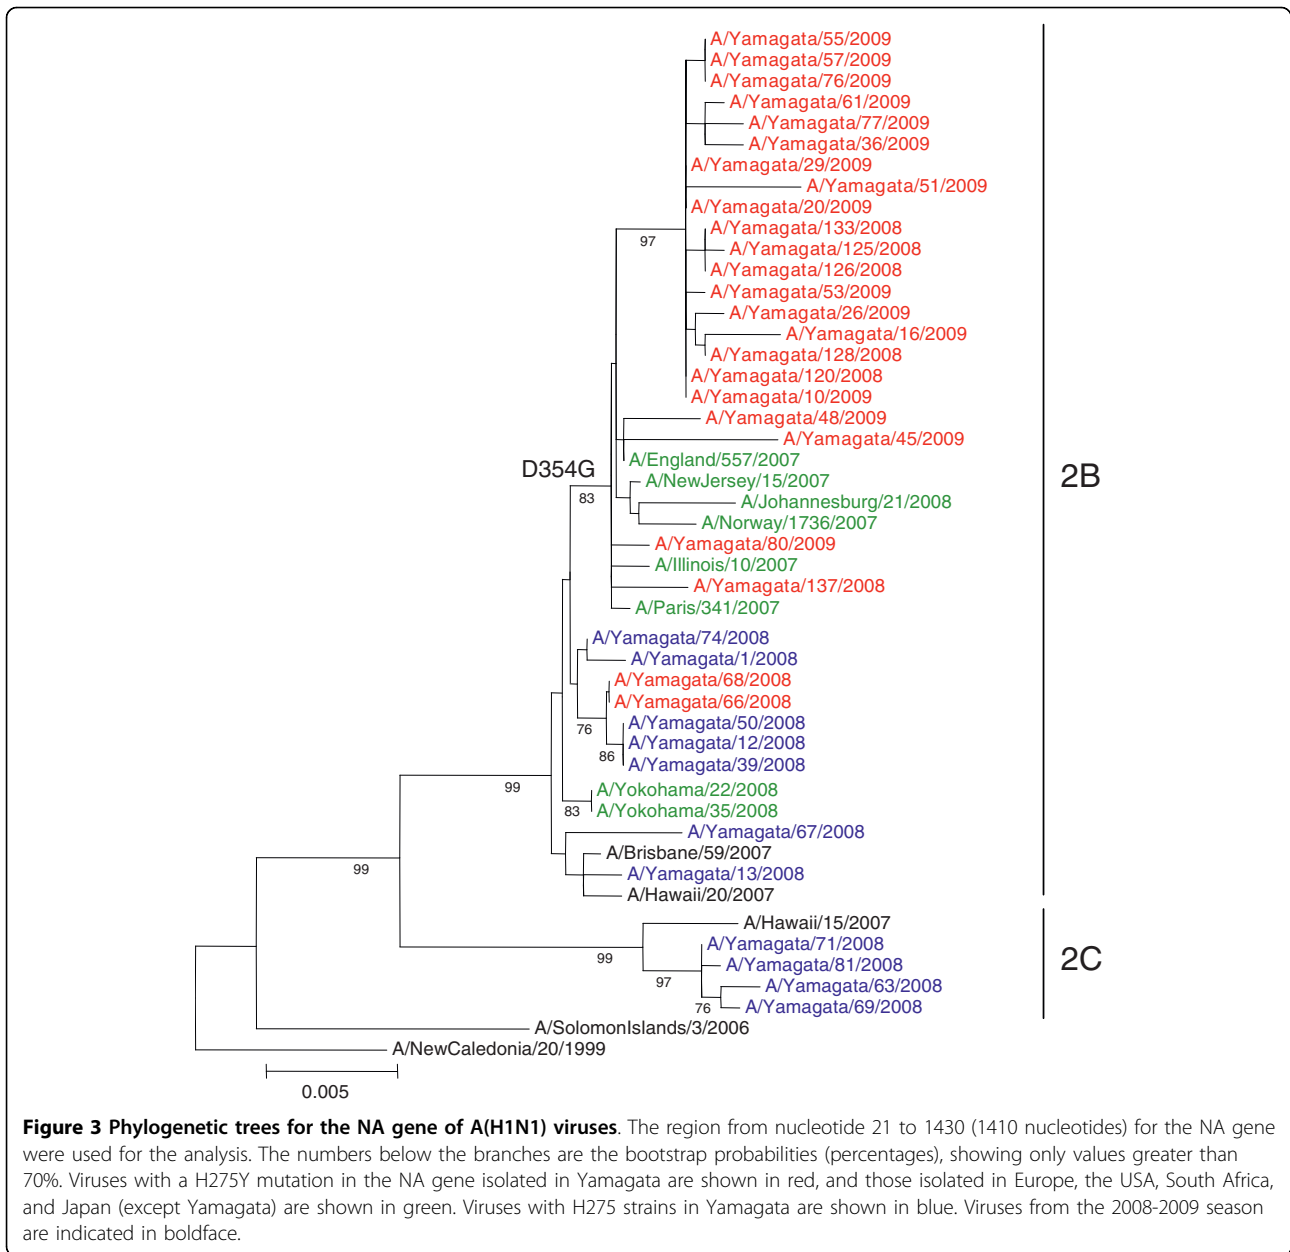 A/Yamagata/55/2009
A/Yamagata/57/2009
A/Yamagata/76/2009
A/Yamagata/61/2009
A/Yamagata/77/2009
A/Yamagata/36/2009
A/Yamagata/29/2009
A/Yamagata/51/2009
A/Yamagata/20/2009
A/Yamagata/133/2008
97
A/Yamagata/125/2008
A/Yamagata/126/2008
A/Yamagata/53/2009
A/Yamagata/26/2009
A/Yamagata/16/2009
A/Yamagata/128/2008
A/Yamagata/120/2008
A/Yamagata/10/2009
A/Yamagata/48/2009
A/Yamagata/45/2009
A/England/557/2007
D354G
2B
A/NewJersey/15/2007
83
A/Johannesburg/21/2008
A/Norway/1736/2007
A/Yamagata/80/2009
A/Illinois/10/2007
A/Yamagata/137/2008
A/Paris/341/2007
A/Yamagata/74/2008
A/Yamagata/1/2008
A/Yamagata/68/2008
A/Yamagata/66/2008
A/Yamagata/50/2008
76
A/Yamagata/12/2008
86
A/Yamagata/39/2008
99
A/Yokohama/22/2008
83
A/Yokohama/35/2008
A/Yamagata/67/2008
A/Brisbane/59/2007
99
A/Yamagata/13/2008
A/Hawaii/20/2007
A/Hawaii/15/2007
A/Yamagata/71/2008
99
2C
A/Yamagata/81/2008
97
A/Yamagata/63/2008
76
A/Yamagata/69/2008
A/SolomonIslands/3/2006
A/NewCaledonia/20/1999
0.005
Figure 3 Phylogenetic trees for the NA gene of A(H1N1) viruses. The region from nucleotide 21 to 1430 (1410 nucleotides) for the NA gene
were used for the analysis. The numbers below the branches are the bootstrap probabilities (percentages), showing only values greater than
70%. Viruses with a H275Y mutation in the NA gene isolated in Yamagata are shown in red, and those isolated in Europe, the USA, South Africa,
and Japan (except Yamagata) are shown in green. Viruses with H275 strains in Yamagata are shown in blue. Viruses from the 2008-2009 season
are indicated in boldface.